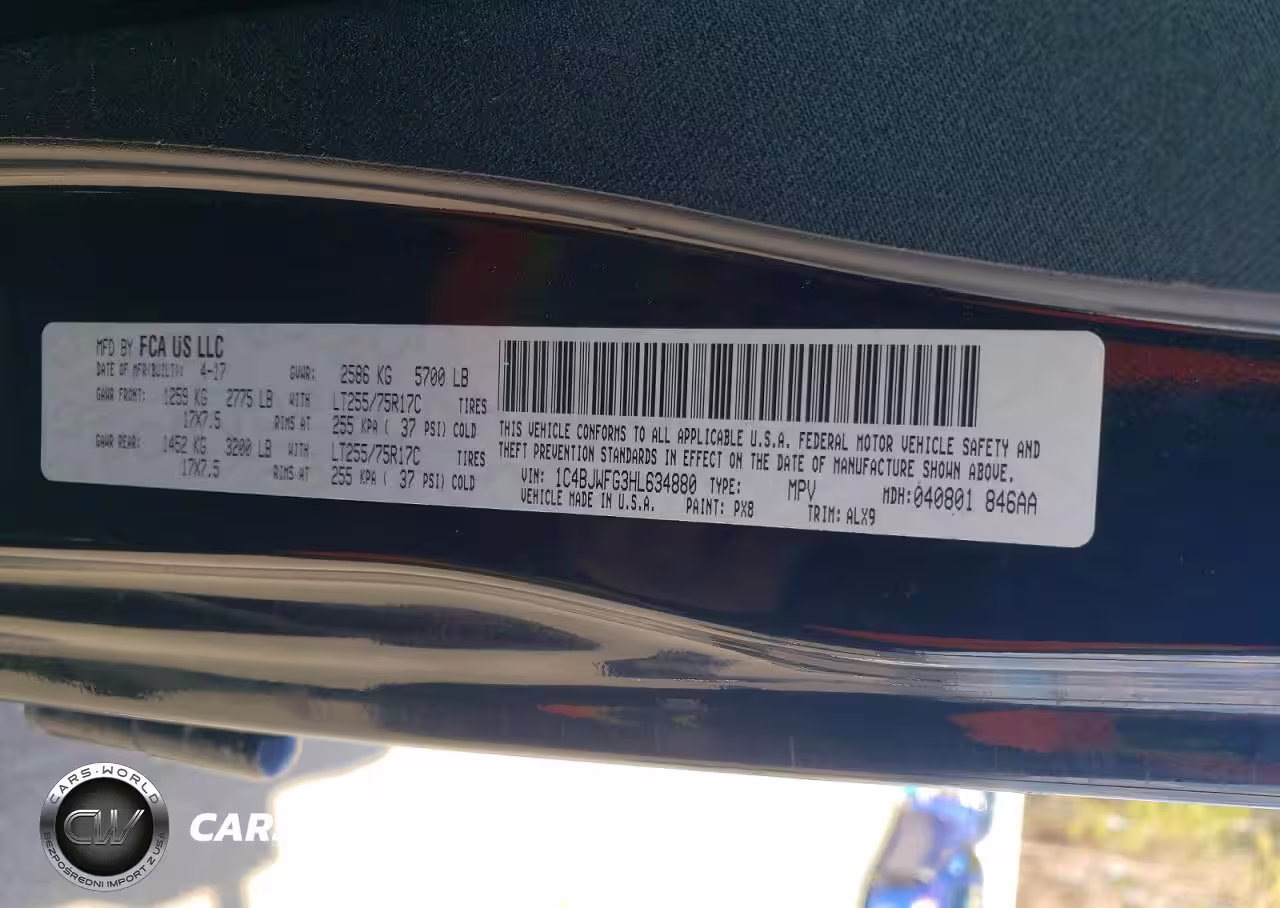 MFD BY FCA US LLC
DATE OF MFR(BUILT): 4-17 GVWR: 2586 KG 5700 LB
GAWR FRONT: 1259 KG 2775 LB WITH LT255/75R17C TIRES
17X7.5 RIMS AT 255 KPA ( 37 PSI) COLD
GAWR REAR: 1452 KG 3200 LB WITH LT255/75R17C TIRES
17X7.5 RIMS AT 255 KPA ( 37 PSI) COLD
THIS VEHICLE CONFORMS TO ALL APPLICABLE U.S.A. FEDERAL MOTOR VEHICLE SAFETY AND
THEFT PREVENTION STANDARDS IN EFFECT ON THE DATE OF MANUFACTURE SHOWN ABOVE.
VIN: 1C4BJWFG3HL634880 TYPE: MPV MDH:040801 846AA
VEHICLE MADE IN U.S.A. PAINT: PX8 TRIM: ALX9
CARS-WORLD
CW
BEZPOŚREDNI IMPORT Z USA
CARS